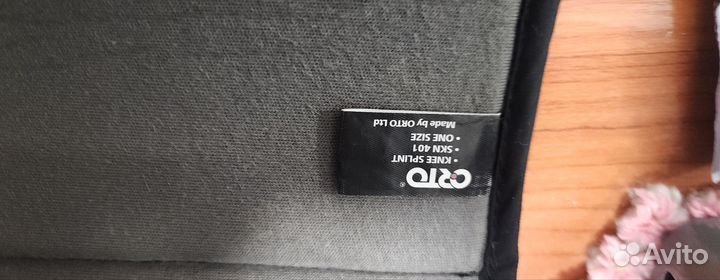 ORTO®
• KNEE SPLINT
• SKN 401
• ONE SIZE
Made by ORTO Ltd
Avito